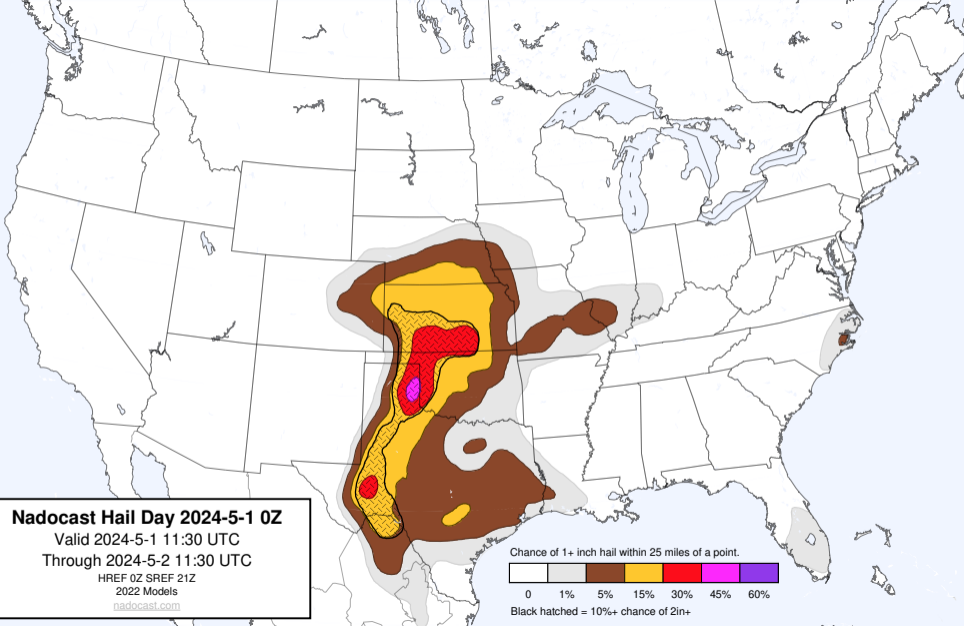 Nadocast Hail Day 2024-5-1 0Z
Valid 2024-5-1 11:30 UTC
Through 2024-5-2 11:30 UTC
HREF 0Z SREF 21Z
2022 Models
nadocast.com
Chance of 1+ inch hail within 25 miles of a point.
0 1% 5% 15% 30% 45% 60%
Black hatched = 10%+ chance of 2in+